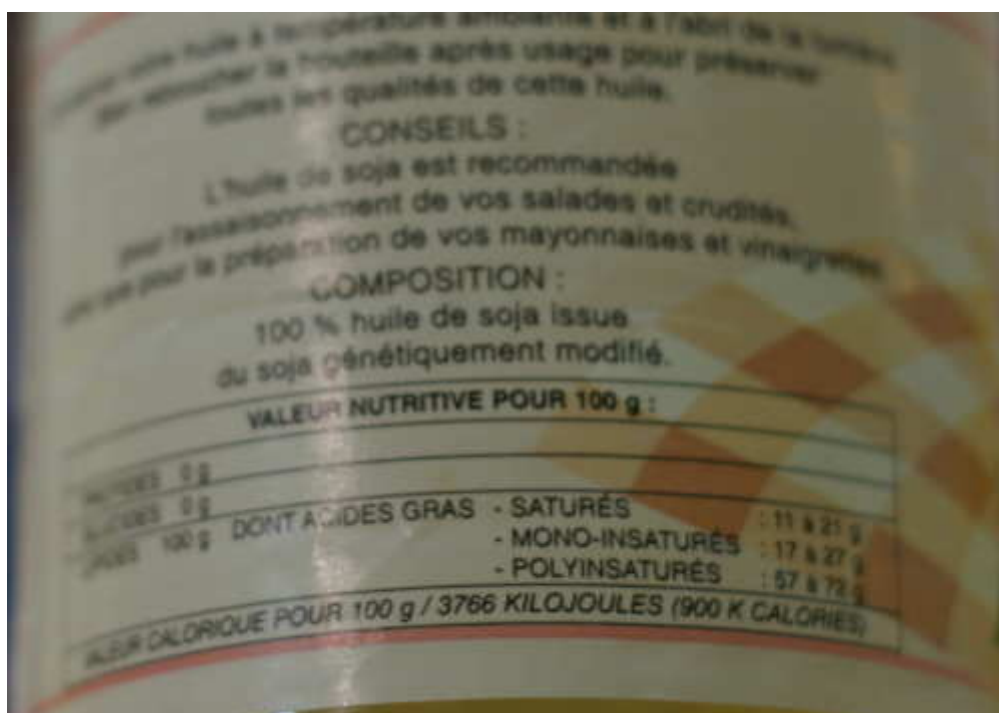 votre huile à température ambiante et à l'abri de la lumière
reboucher la bouteille après usage pour préserver
toutes les qualités de cette huile.
CONSEILS :
L'huile de soja est recommandée
pour l'assaisonnement de vos salades et crudités,
ainsi que pour la préparation de vos mayonnaises et vinaigrettes.
COMPOSITION :
100 % huile de soja issue
du soja génétiquement modifié.
VALEUR NUTRITIVE POUR 100 g :
PROTIDES 0 g
GLUCIDES 0 g
LIPIDES 100 g DONT ACIDES GRAS - SATURÉS : 11 à 21 g
- MONO-INSATURÉS : 17 à 27 g
- POLYINSATURÉS : 57 à 72 g
VALEUR CALORIQUE POUR 100 g / 3766 KILOJOULES (900 K CALORIES)